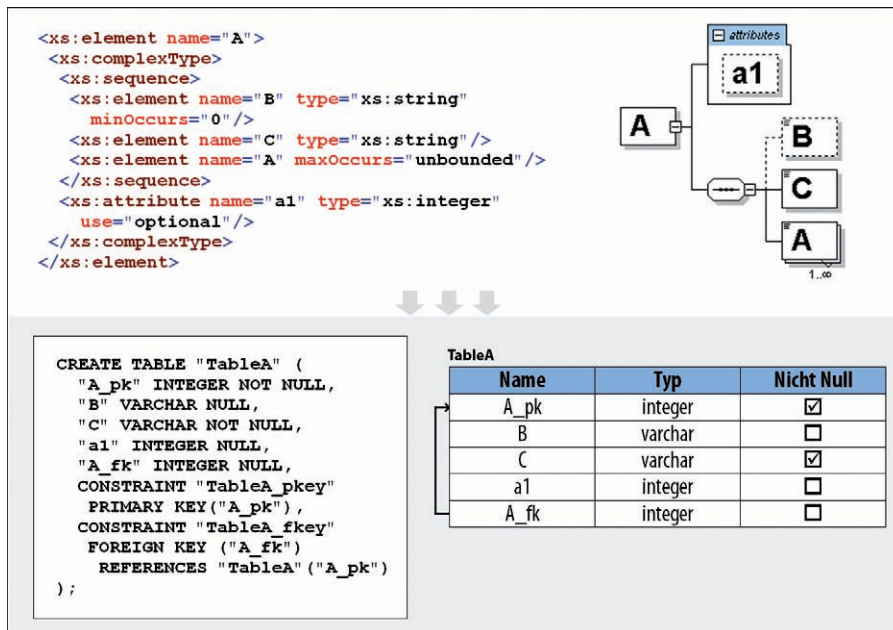 <xs:element name="A">
<xs:complexType>
<xs:sequence>
<xs:element name="B" type="xs:string"
minOccurs="0"/>
<xs:element name="C" type="xs:string"/>
<xs:element name="A" maxOccurs="unbounded"/>
</xs:sequence>
<xs:attribute name="a1" type="xs:integer"
use="optional"/>
</xs:complexType>
</xs:element>
attributes
a1
A
B
C
A
1..∞
CREATE TABLE "TableA" (
"A_pk" INTEGER NOT NULL,
"B" VARCHAR NULL,
"C" VARCHAR NOT NULL,
"a1" INTEGER NULL,
"A_fk" INTEGER NULL,
CONSTRAINT "TableA_pkey"
PRIMARY KEY("A_pk"),
CONSTRAINT "TableA_fkey"
FOREIGN KEY ("A_fk")
REFERENCES "TableA"("A_pk")
);
TableA
Name Typ Nicht Null
A_pk integer ☑
B varchar ☐
C varchar ☑
a1 integer ☐
A_fk integer ☐